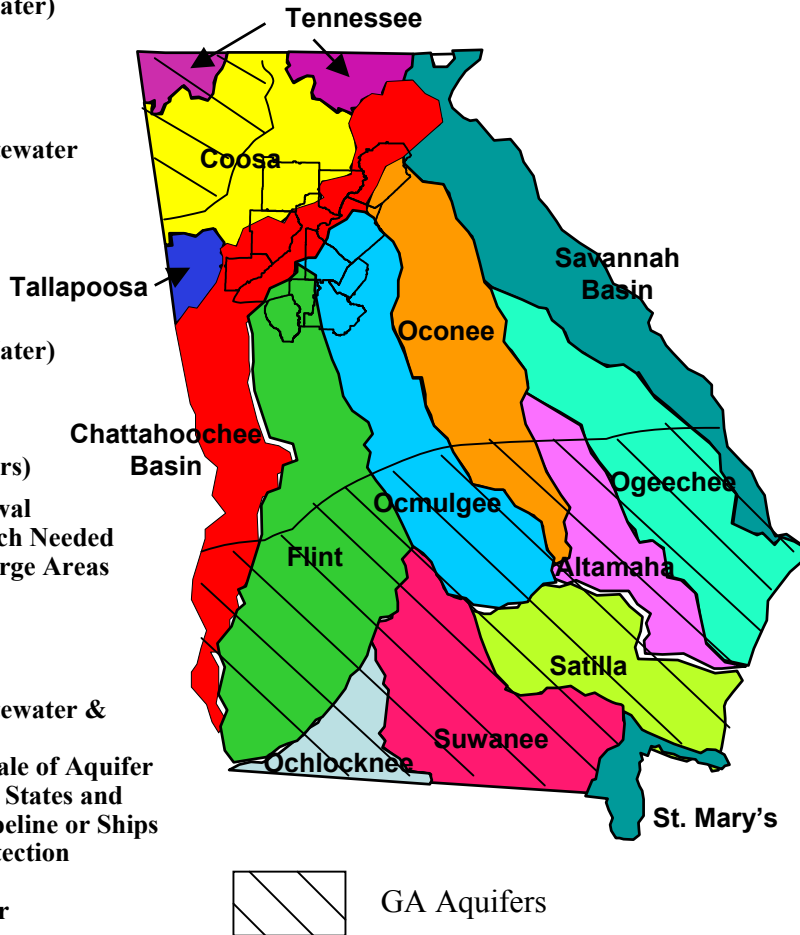 ater)
Tennessee
ewater
Coosa
Savannah
Basin
Tallapoosa
Oconee
ater)
Chattahoochee
Basin
rs)
Ogeechee
val
Ocmulgee
ch Needed
Flint
rge Areas
Altamaha
Satilla
ewater &
Suwanee
ale of Aquifer
Ochlocknee
States and
peline or Ships
St. Mary's
tection
GA Aquifers
r